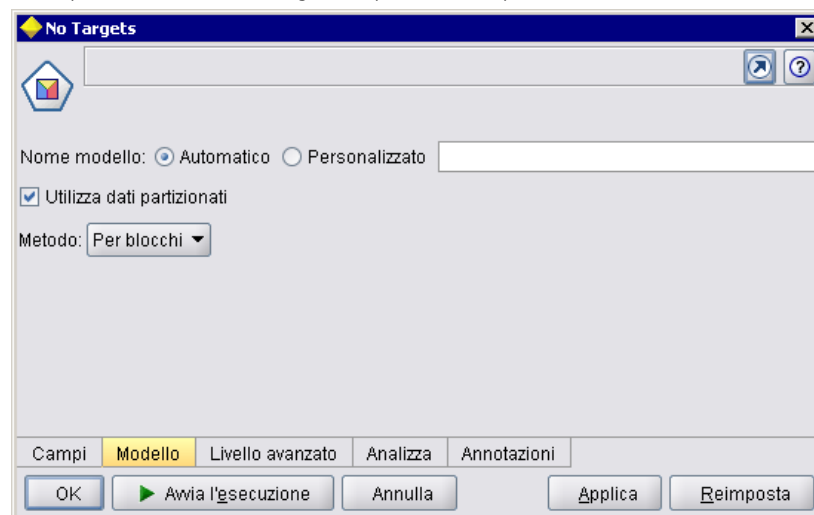 No Targets
Nome modello: Automatico Personalizzato
Utilizza dati partizionati
Metodo: Per blocchi
Campi Modello Livello avanzato Analizza Annotazioni
OK Avvia l'esecuzione Annulla Applica Reimposta